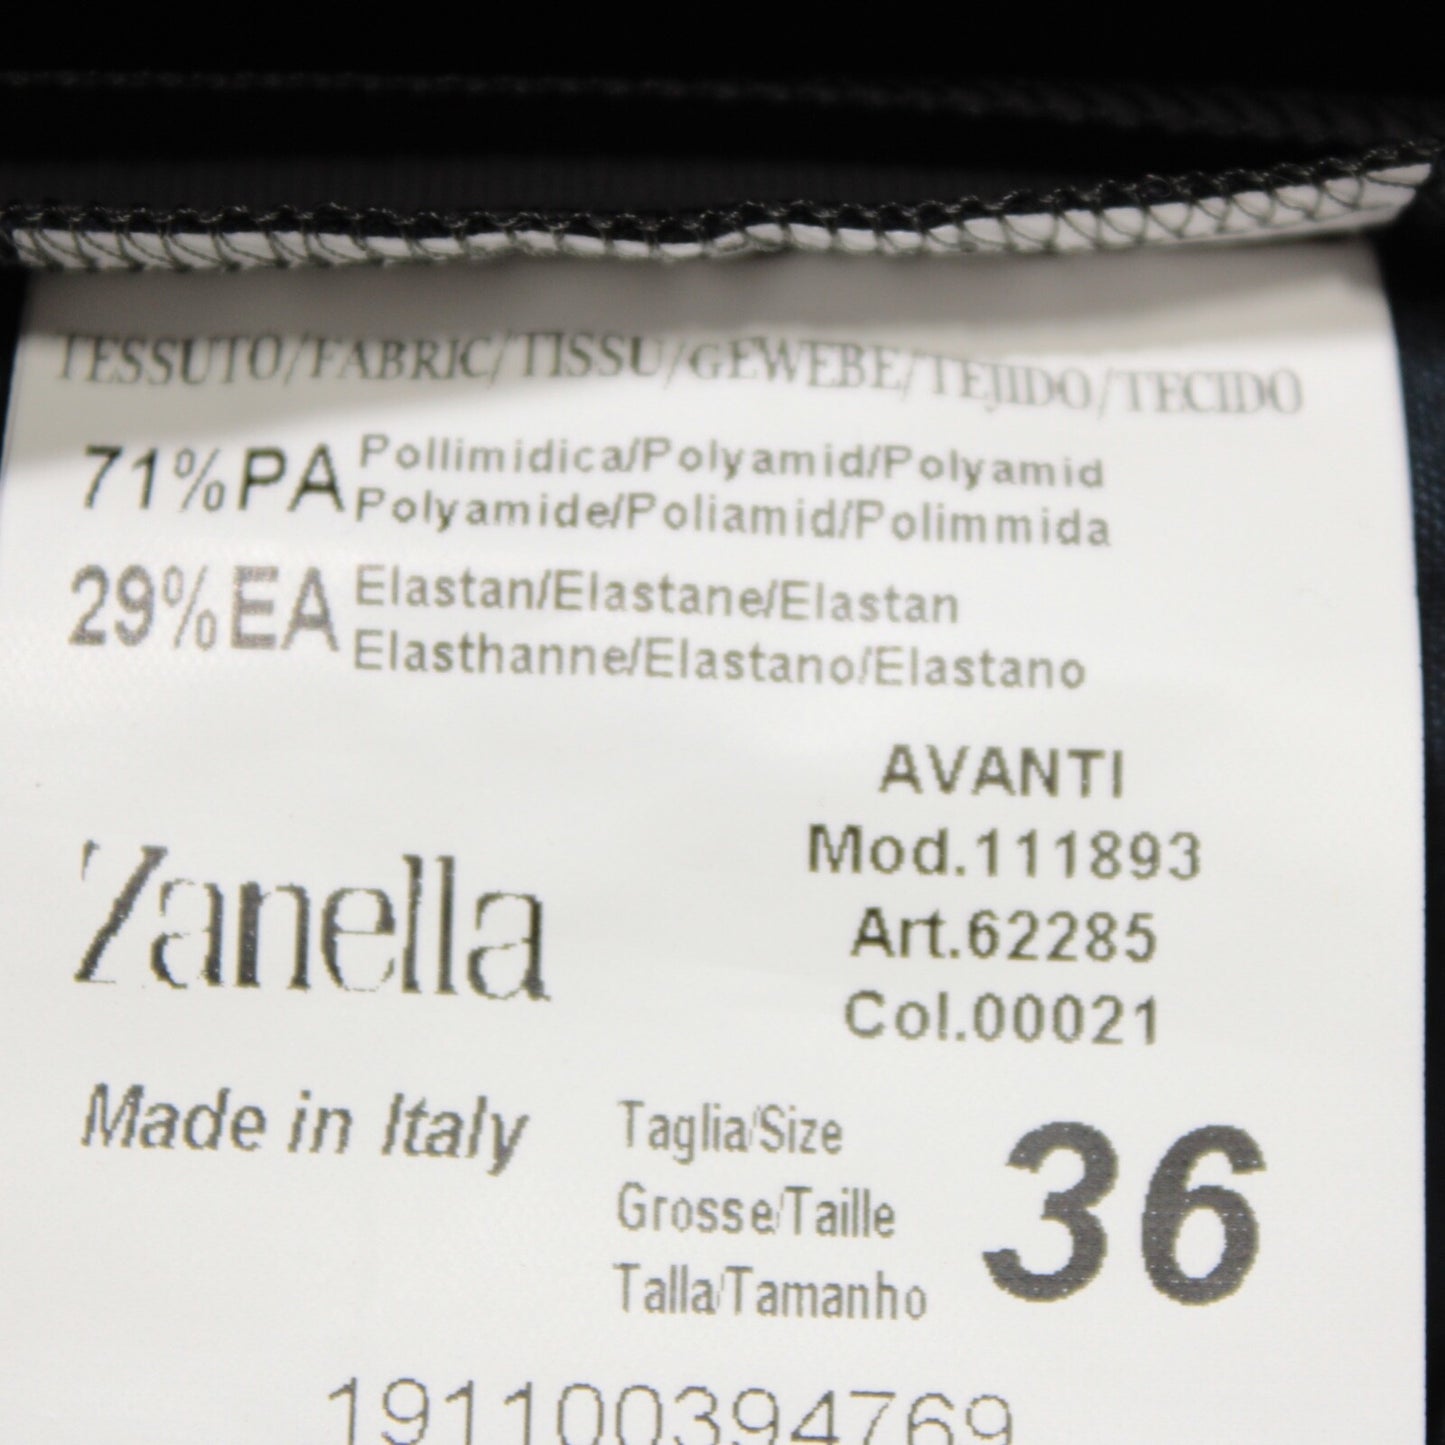 TESSUTO/FABRIC/TISSU/GEWEBE/TEJIDO/TECIDO
71%PA Pollimidica/Polyamid/Polyamid
Polyamide/Poliamid/Polimmida
29%EA Elastan/Elastane/Elastan
Elasthanne/Elastano/Elastano
AVANTI
Mod.111893
Art.62285
Col.00021
Zanella
Made in Italy
Taglia/Size
Grosse/Taille
Talla/Tamanho
36
191100394769